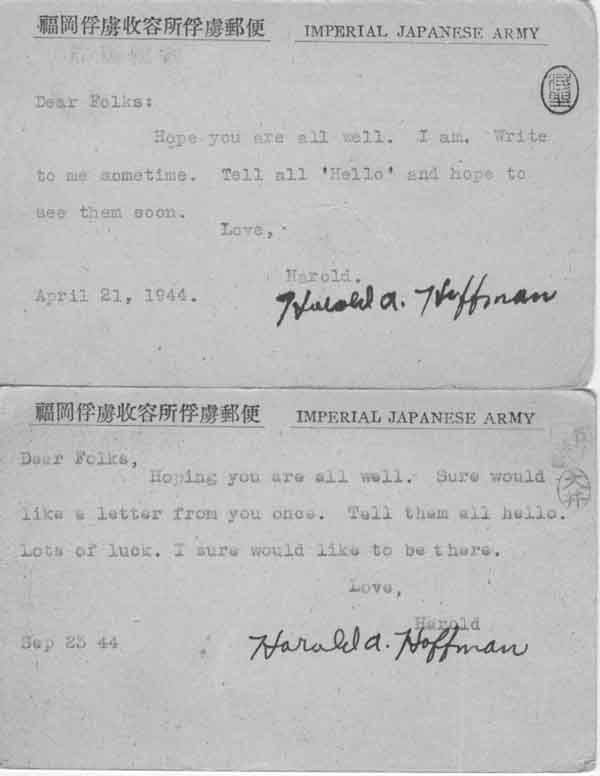 福岡俘虜收容所俘虜郵便 IMPERIAL JAPANESE ARMY
Dear Folks:
Hope you are all well. I am. Write
to me sometime. Tell all 'Hello' and hope to
see them soon.
Love,
Harold.
April 21, 1944.
Harold A. Hoffman
福岡俘虜收容所俘虜郵便 IMPERIAL JAPANESE ARMY
Dear Folks,
Hoping you are all well. Sure would
like a letter from you once. Tell them all hello.
Lots of luck. I sure would like to be there.
Love,
Harold
Sep 23 44
Harold A. Hoffman